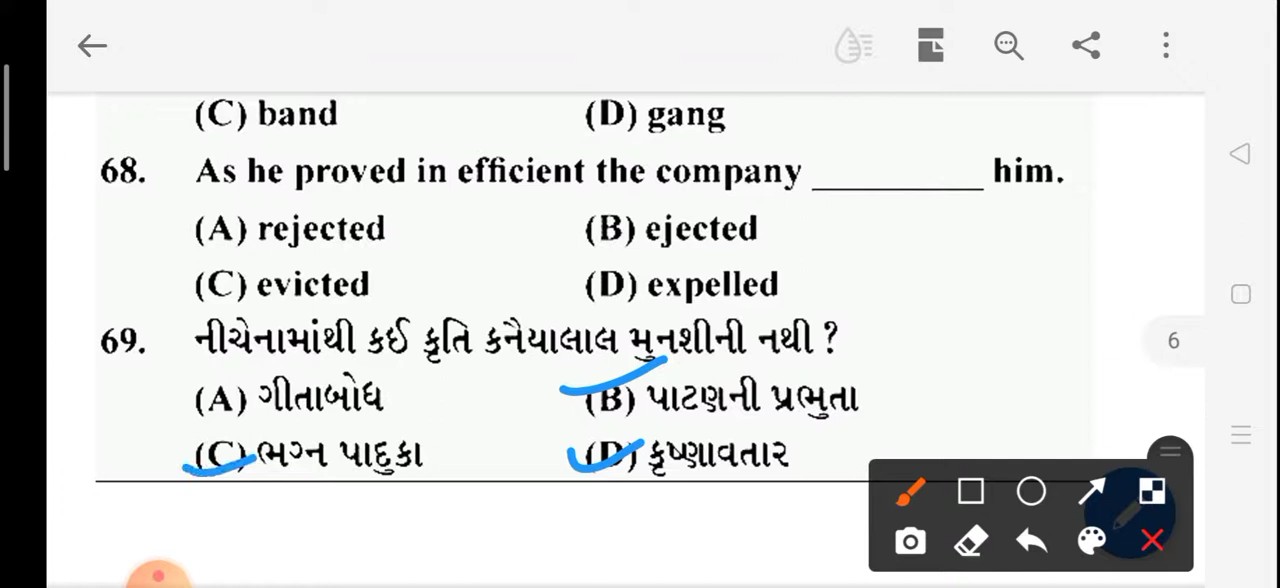 (C) band (D) gang
68. As he proved in efficient the company ________ him.
(A) rejected (B) ejected
(C) evicted (D) expelled
69. નીચેનામાંથી કઈ કૃતિ કનૈયાલાલ મુનશીની નથી ?
6
(A) ગીતાબોધ (B) પાટણની પ્રભુતા
(C) ભગ્ન પાદુકા (D) કૃષ્ણાવતાર